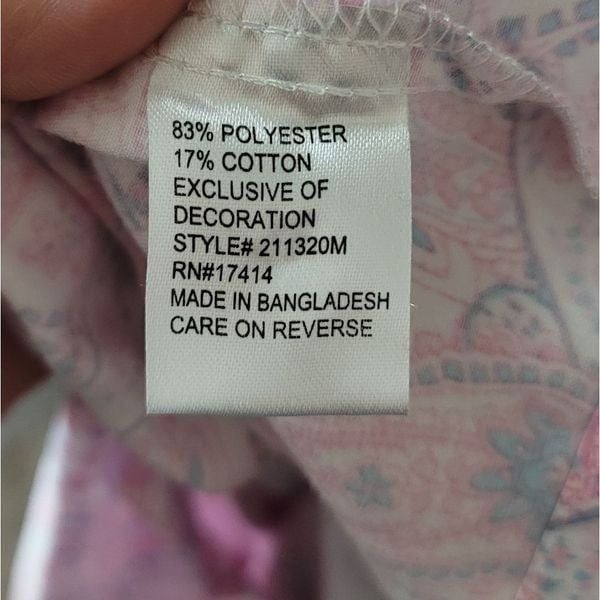 83% POLYESTER
17% COTTON
EXCLUSIVE OF
DECORATION
STYLE# 211320M
RN#17414
MADE IN BANGLADESH
CARE ON REVERSE